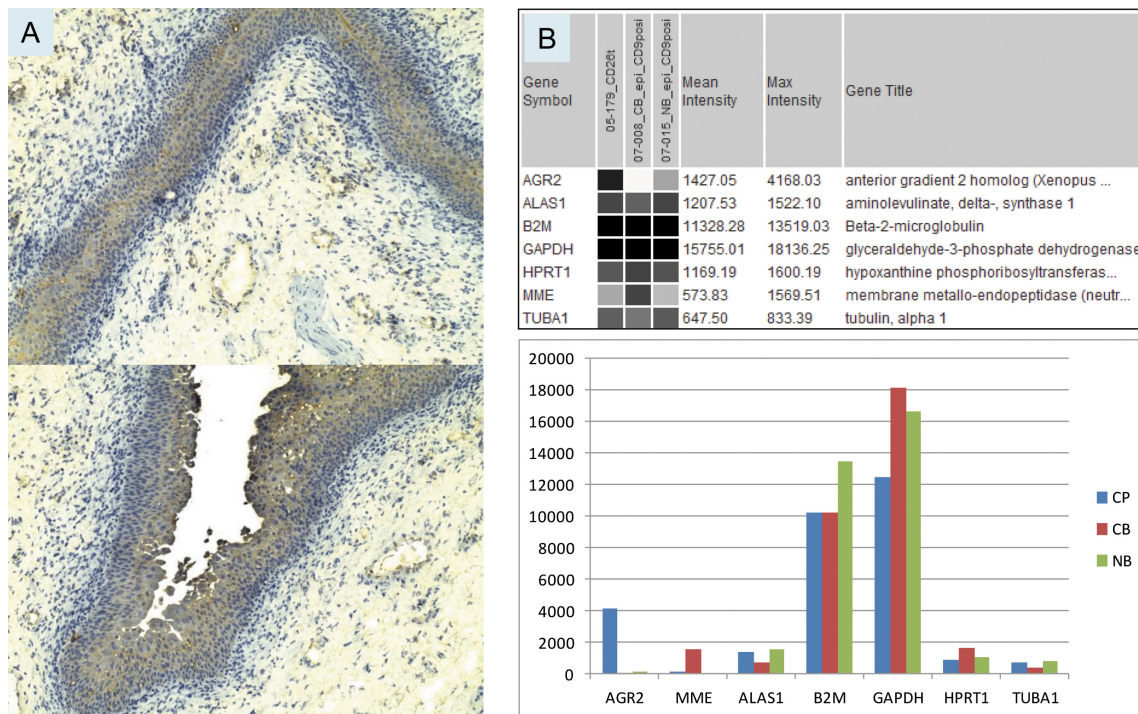 A
B
Gene Symbol 05-179_CD26t 07-008_CB_epi_CD9posi 07-015_NB_epi_CD9posi Mean Intensity Max Intensity Gene Title
AGR2 1427.05 4168.03 anterior gradient 2 homolog (Xenopus ...
ALAS1 1207.53 1522.10 aminolevulinate, delta-, synthase 1
B2M 11328.28 13519.03 Beta-2-microglobulin
GAPDH 15755.01 18136.25 glyceraldehyde-3-phosphate dehydrogenase
HPRT1 1169.19 1600.19 hypoxanthine phosphoribosyltransferas...
MME 573.83 1569.51 membrane metallo-endopeptidase (neutr...
TUBA1 647.50 833.39 tubulin, alpha 1
20000
18000
16000
14000
12000
10000
8000
6000
4000
2000
0
AGR2 MME ALAS1 B2M GAPDH HPRT1 TUBA1
CP
CB
NB